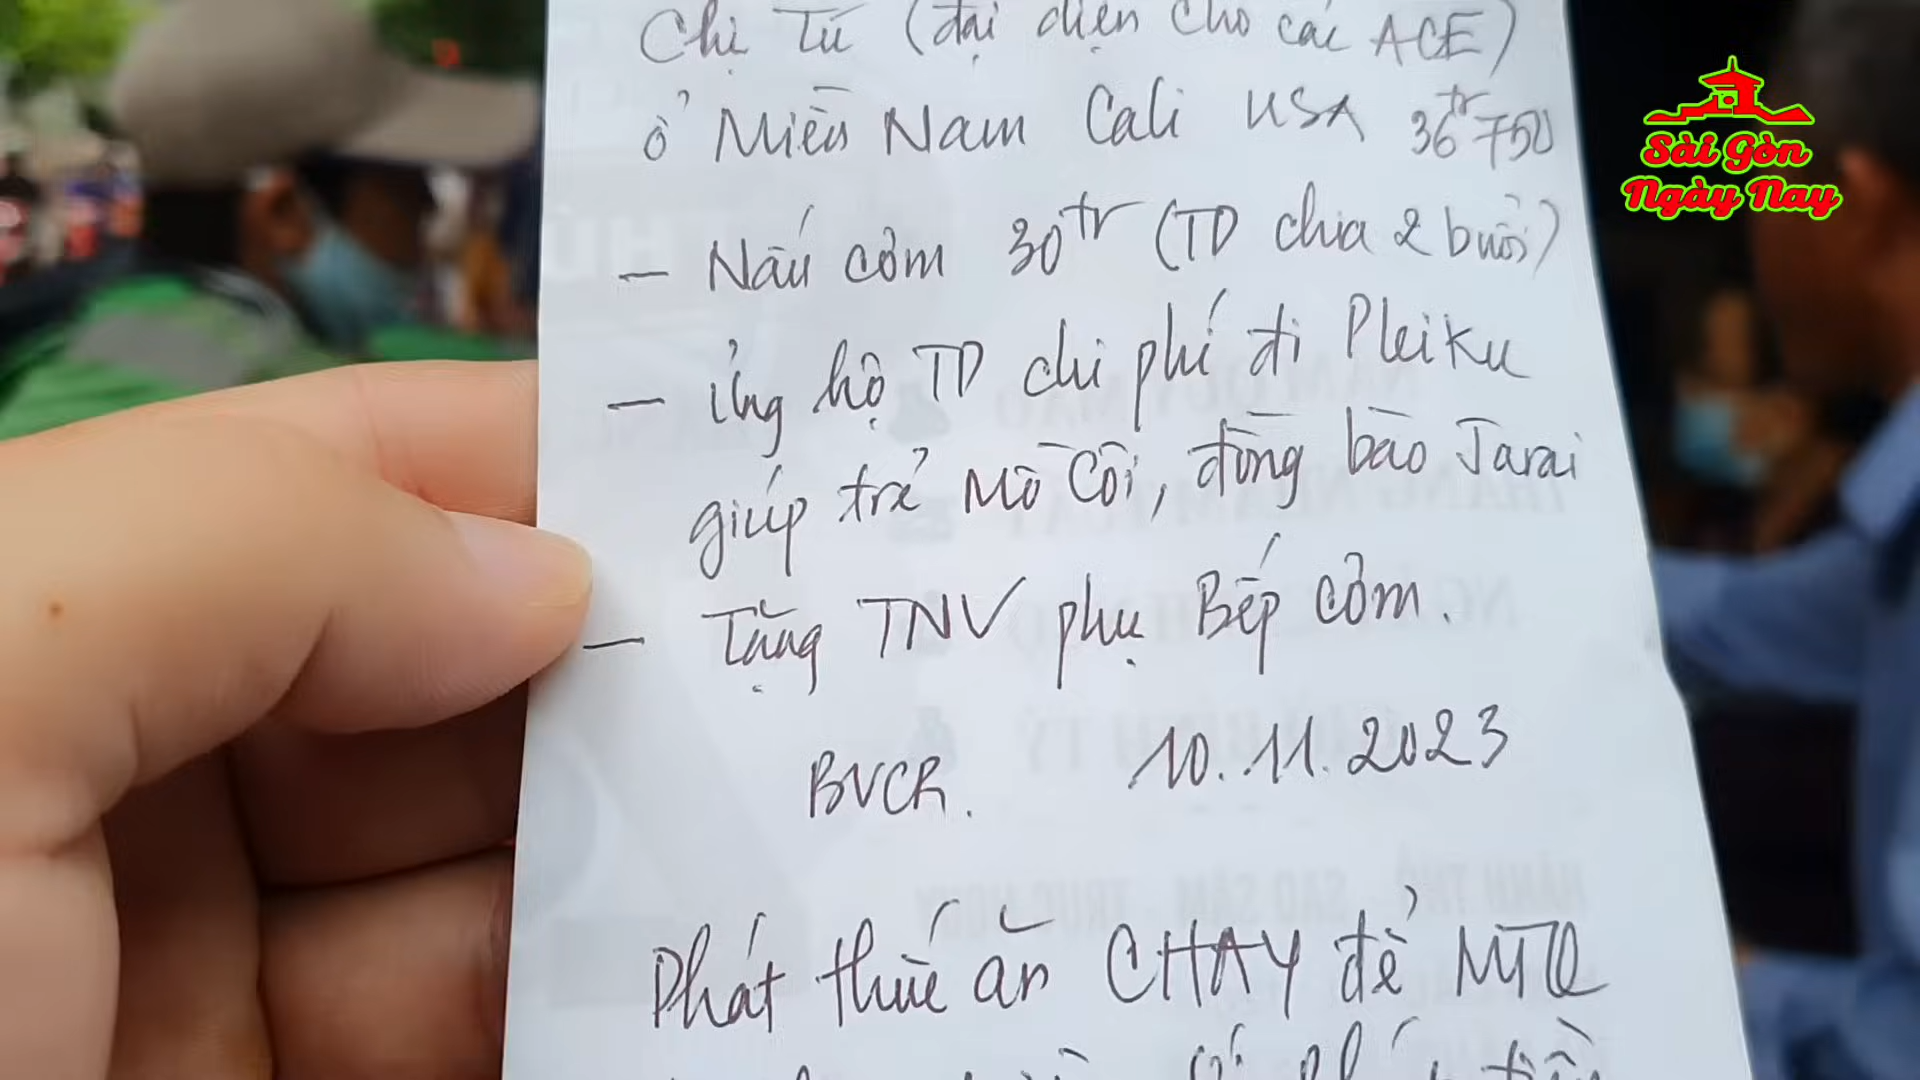 Chị Tú (đại diện cho các ACE)
ở Miền Nam Cali USA 36tr750
- Nấu cơm 30tr (TD chia 2 buổi)
- Ủng hộ TD chi phí đi Pleiku
giúp trẻ Mồ Côi, đồng bào Jarai
- Tặng TNV phụ Bếp cơm.
BVCR. 10.11.2023
Phát thức ăn CHAY để MTQ
Sài Gòn
Ngày Nay